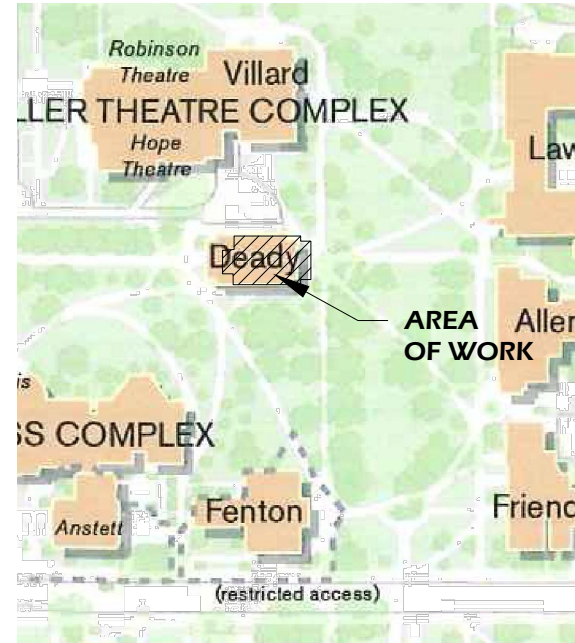 Robinson
Theatre
Villard
LLER THEATRE COMPLEX
Hope
Theatre
Law
Deady
AREA
OF WORK
Aller
is
SS COMPLEX
Anstett
Fenton
Friend
(restricted access)